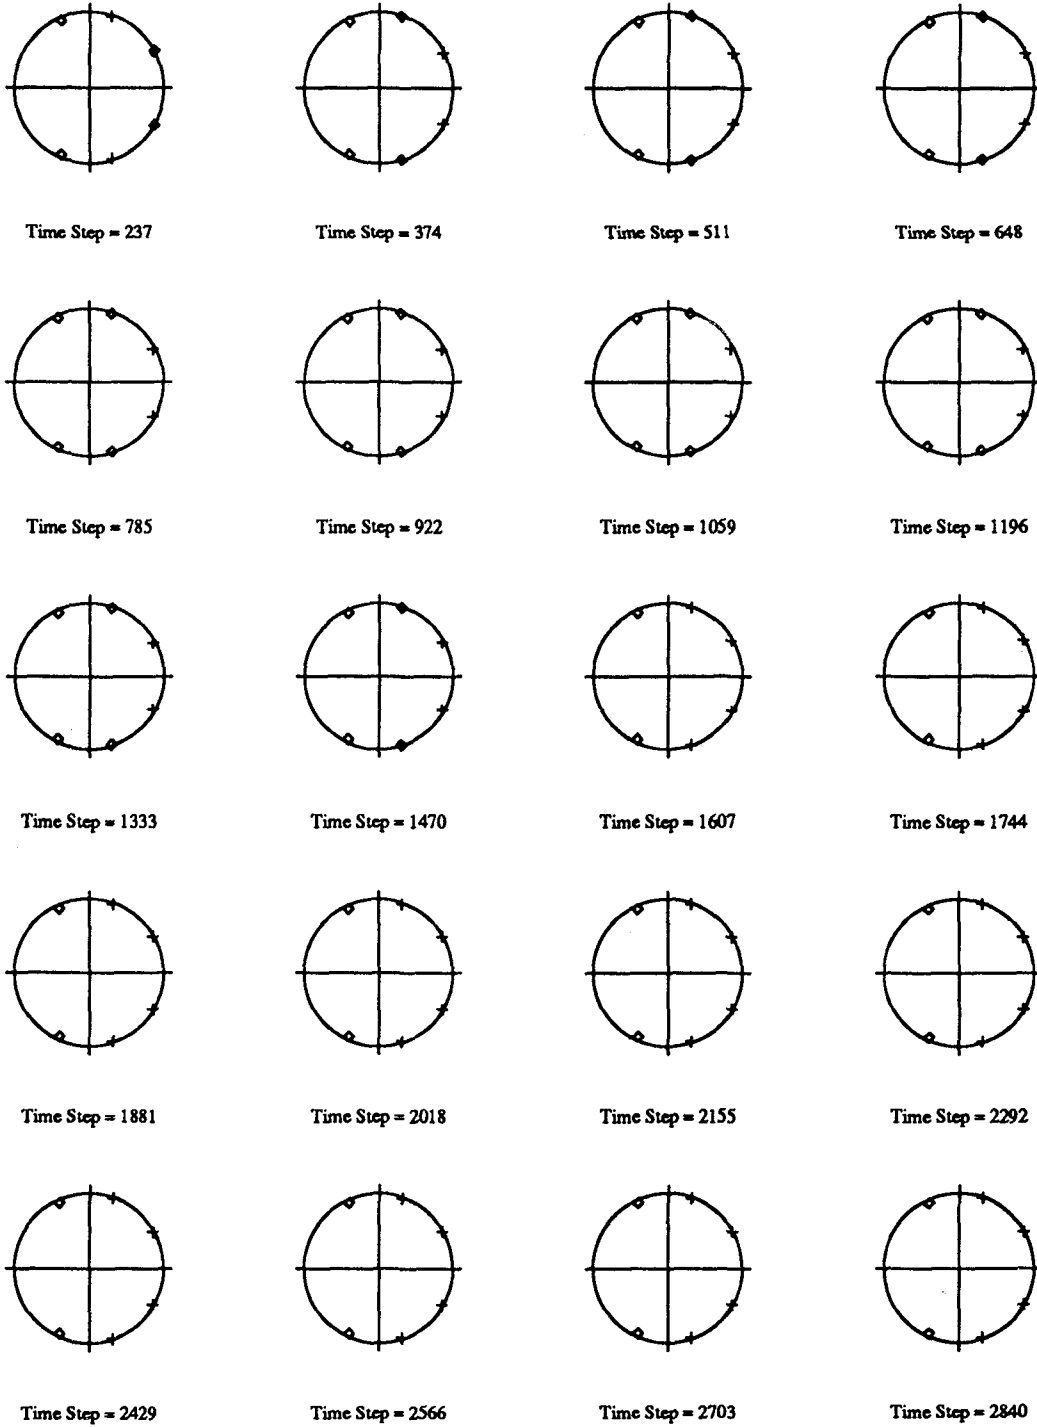 Time Step = 237
Time Step = 374
Time Step = 511
Time Step = 648
Time Step = 785
Time Step = 922
Time Step = 1059
Time Step = 1196
Time Step = 1333
Time Step = 1470
Time Step = 1607
Time Step = 1744
Time Step = 1881
Time Step = 2018
Time Step = 2155
Time Step = 2292
Time Step = 2429
Time Step = 2566
Time Step = 2703
Time Step = 2840